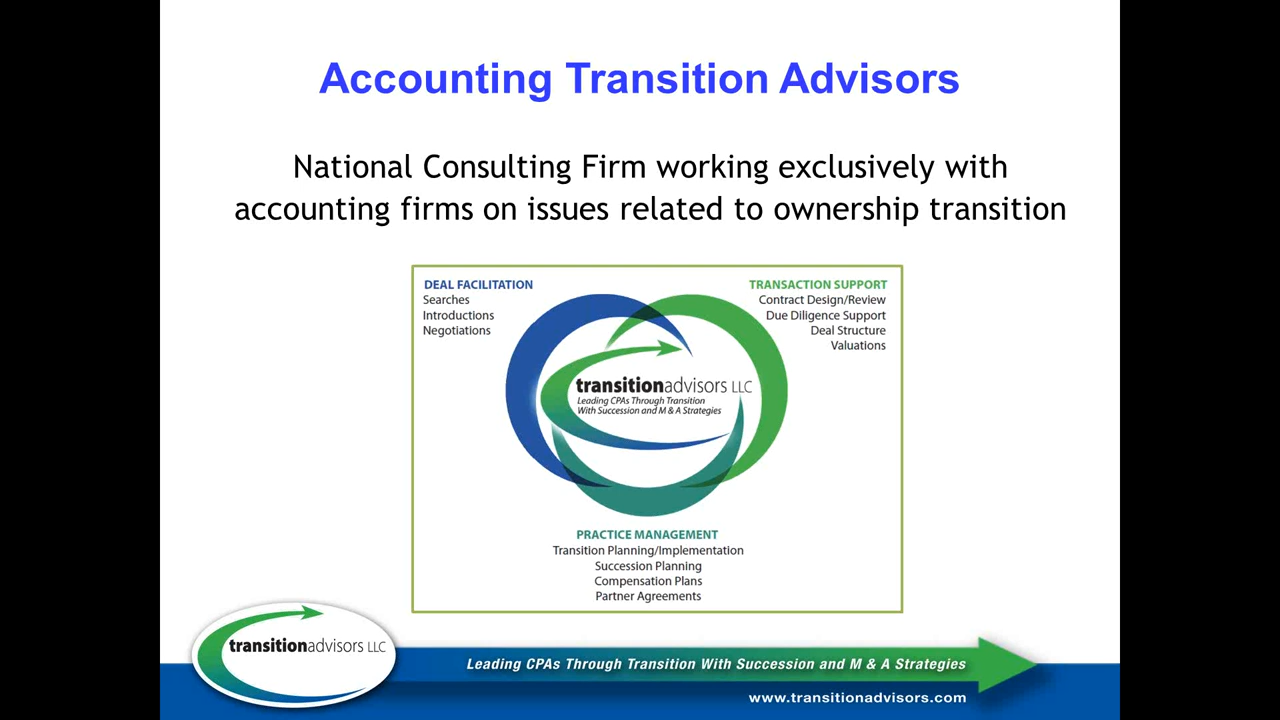 Accounting Transition Advisors
National Consulting Firm working exclusively with
accounting firms on issues related to ownership transition
DEAL FACILITATION
Searches
Introductions
Negotiations
TRANSACTION SUPPORT
Contract Design/Review
Due Diligence Support
Deal Structure
Valuations
transitionadvisors LLC
Leading CPAs Through Transition
With Succession and M & A Strategies
PRACTICE MANAGEMENT
Transition Planning/Implementation
Succession Planning
Compensation Plans
Partner Agreements
transitionadvisors LLC
Leading CPAs Through Transition With Succession and M & A Strategies
www.transitionadvisors.com